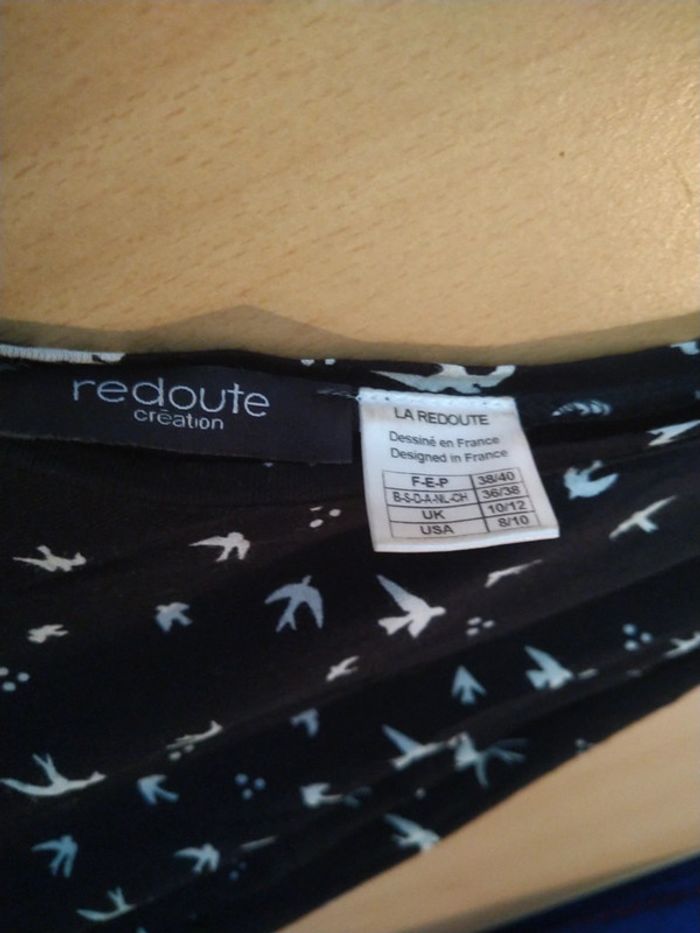 redoute
création
LA REDOUTE
Dessiné en France
Designed in France
F-E-P 38/40
B-S-D-A-NL-CH 36/38
UK 10/12
USA 8/10